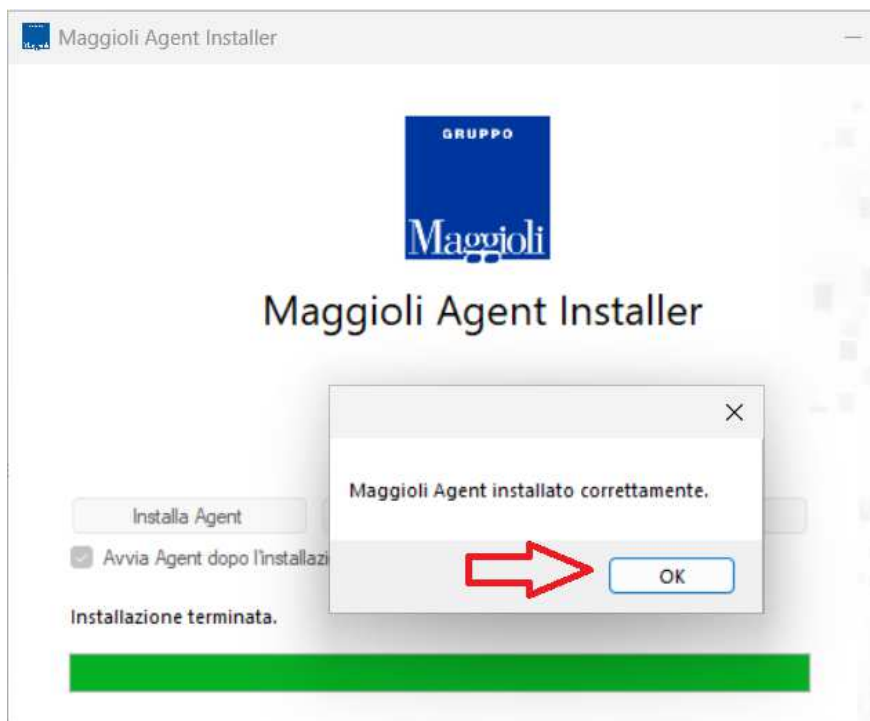 Maggioli Agent Installer
GRUPPO
Maggioli
Maggioli Agent Installer
Maggioli Agent installato correttamente.
Installa Agent
Avvia Agent dopo l'installazi
OK
Installazione terminata.